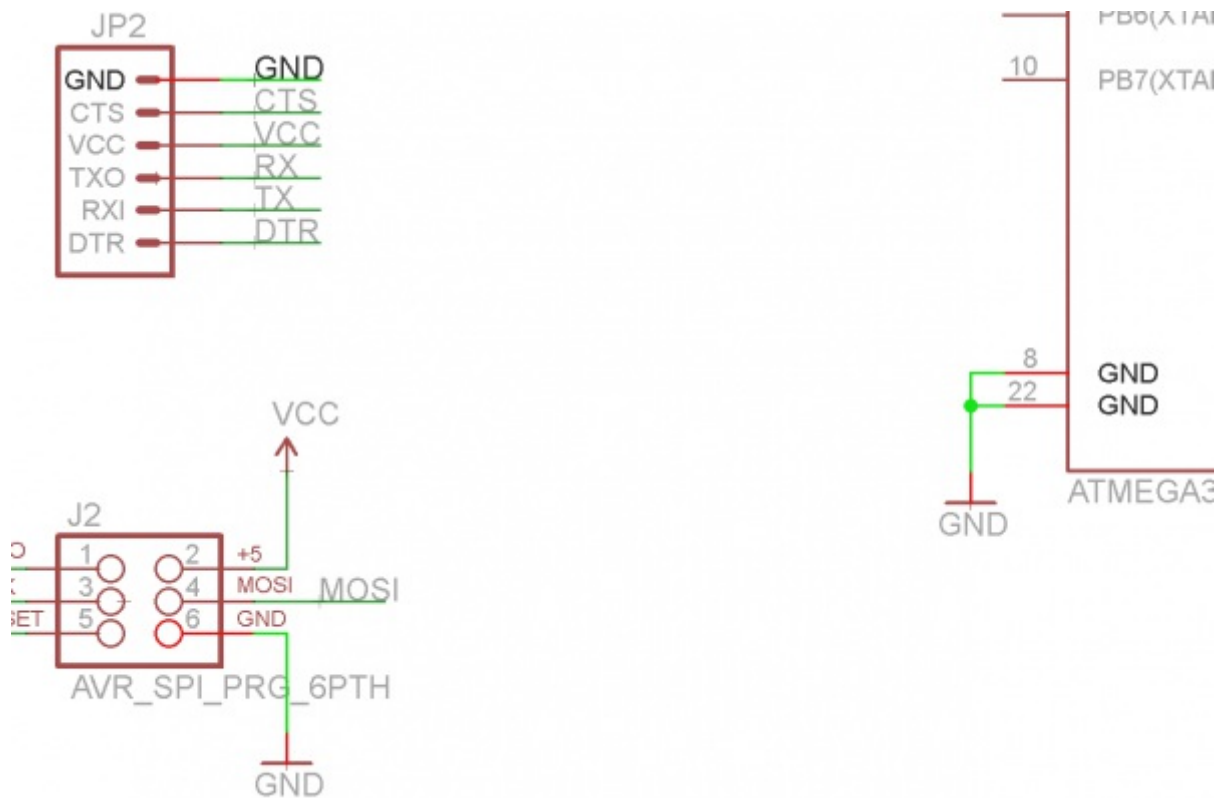 JP2
GND GND
CTS CTS
VCC VCC
TXO RX
RXI TX
DTR DTR
10 PB7(XTA
8 GND
22 GND
GND
ATMEGA3
VCC
J2
1 2 +5
3 4 MOSI MOSI
5 6 GND
AVR_SPI_PRG_6PTH
GND